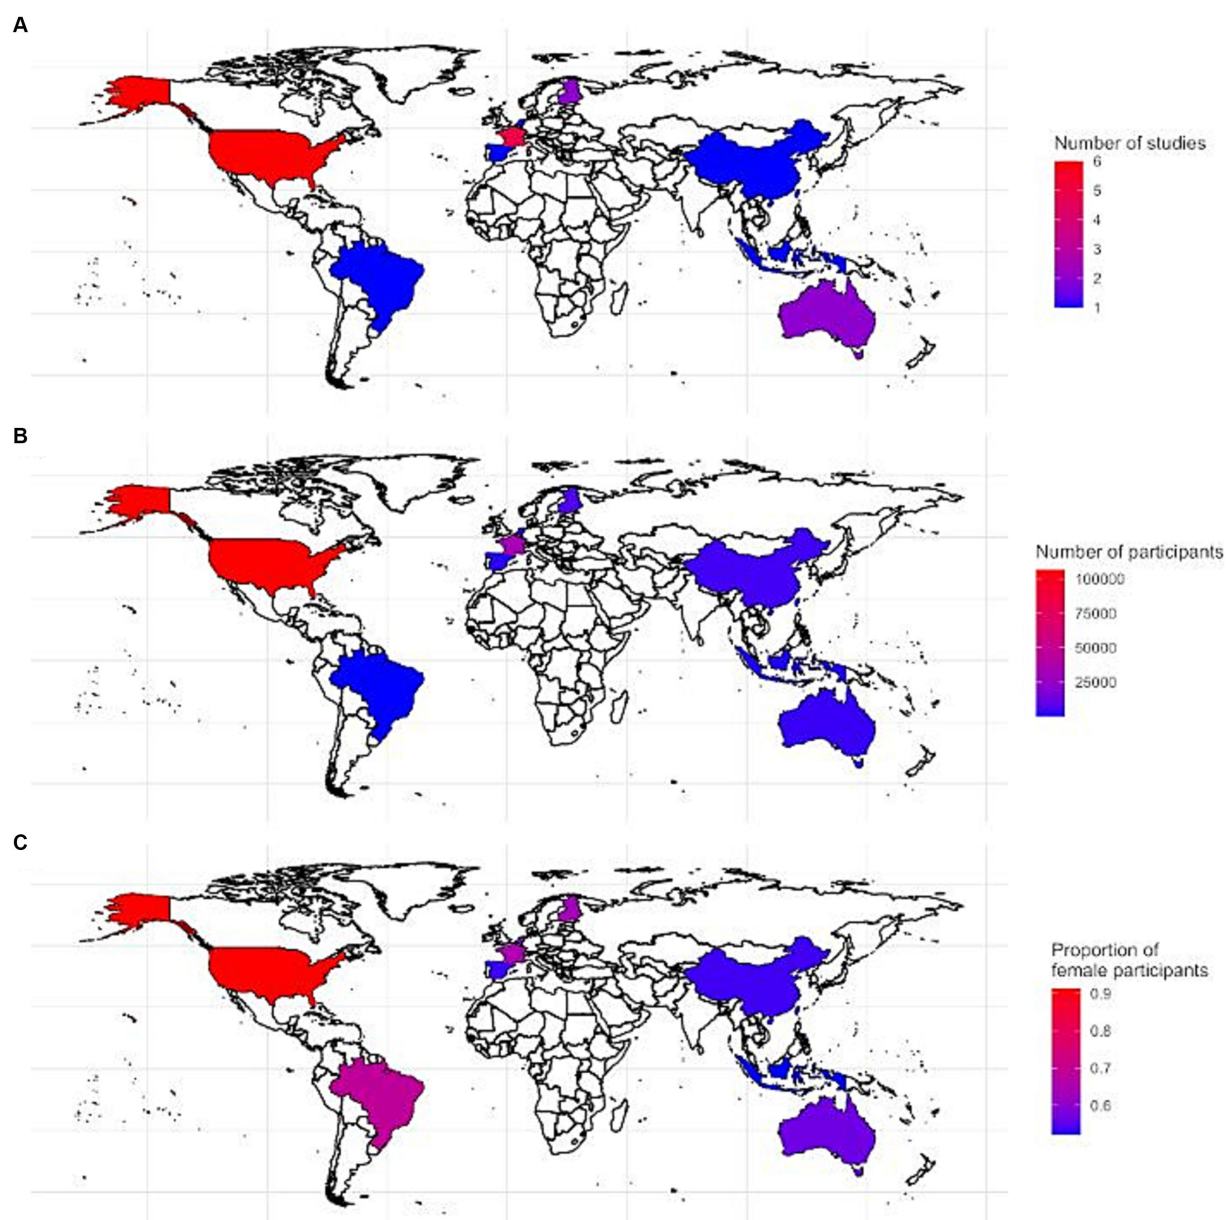 A
Number of studies
6
5
4
3
2
1
B
Number of participants
100000
75000
50000
25000
C
Proportion of
female participants
0.9
0.8
0.7
0.6